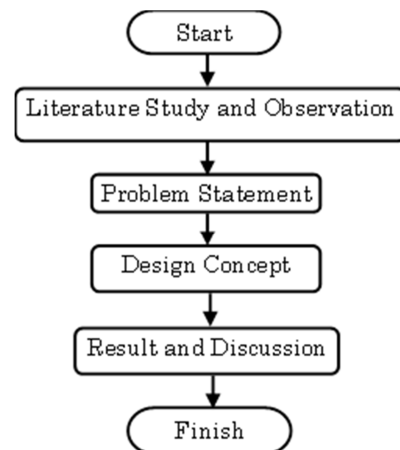 Start
Literature Study and Observation
Problem Statement
Design Concept
Result and Discussion
Finish